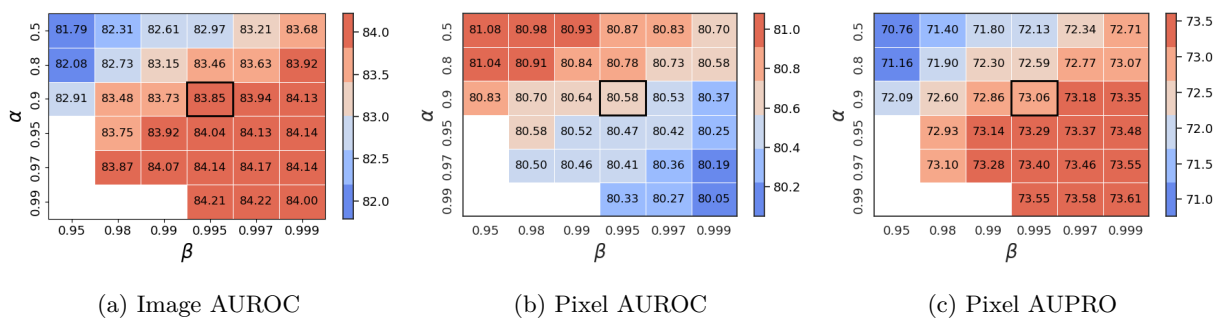 0.5 81.79 82.31 82.61 82.97 83.21 83.68
0.8 82.08 82.73 83.15 83.46 83.63 83.92
0.9 82.91 83.48 83.73 83.85 83.94 84.13
0.95 83.75 83.92 84.04 84.13 84.14
0.97 83.87 84.07 84.14 84.17 84.14
0.99 84.21 84.22 84.00
α
0.95 0.98 0.99 0.995 0.997 0.999
β
84.0
83.5
83.0
82.5
82.0
(a) Image AUROC
0.5 81.08 80.98 80.93 80.87 80.83 80.70
0.8 81.04 80.91 80.84 80.78 80.73 80.58
0.9 80.83 80.70 80.64 80.58 80.53 80.37
0.95 80.58 80.52 80.47 80.42 80.25
0.97 80.50 80.46 80.41 80.36 80.19
0.99 80.33 80.27 80.05
α
0.95 0.98 0.99 0.995 0.997 0.999
β
81.0
80.8
80.6
80.4
80.2
(b) Pixel AUROC
0.5 70.76 71.40 71.80 72.13 72.34 72.71
0.8 71.16 71.90 72.30 72.59 72.77 73.07
0.9 72.09 72.60 72.86 73.06 73.18 73.35
0.95 72.93 73.14 73.29 73.37 73.48
0.97 73.10 73.28 73.40 73.46 73.55
0.99 73.55 73.58 73.61
α
0.95 0.98 0.99 0.995 0.997 0.999
β
73.5
73.0
72.5
72.0
71.5
71.0
(c) Pixel AUPRO